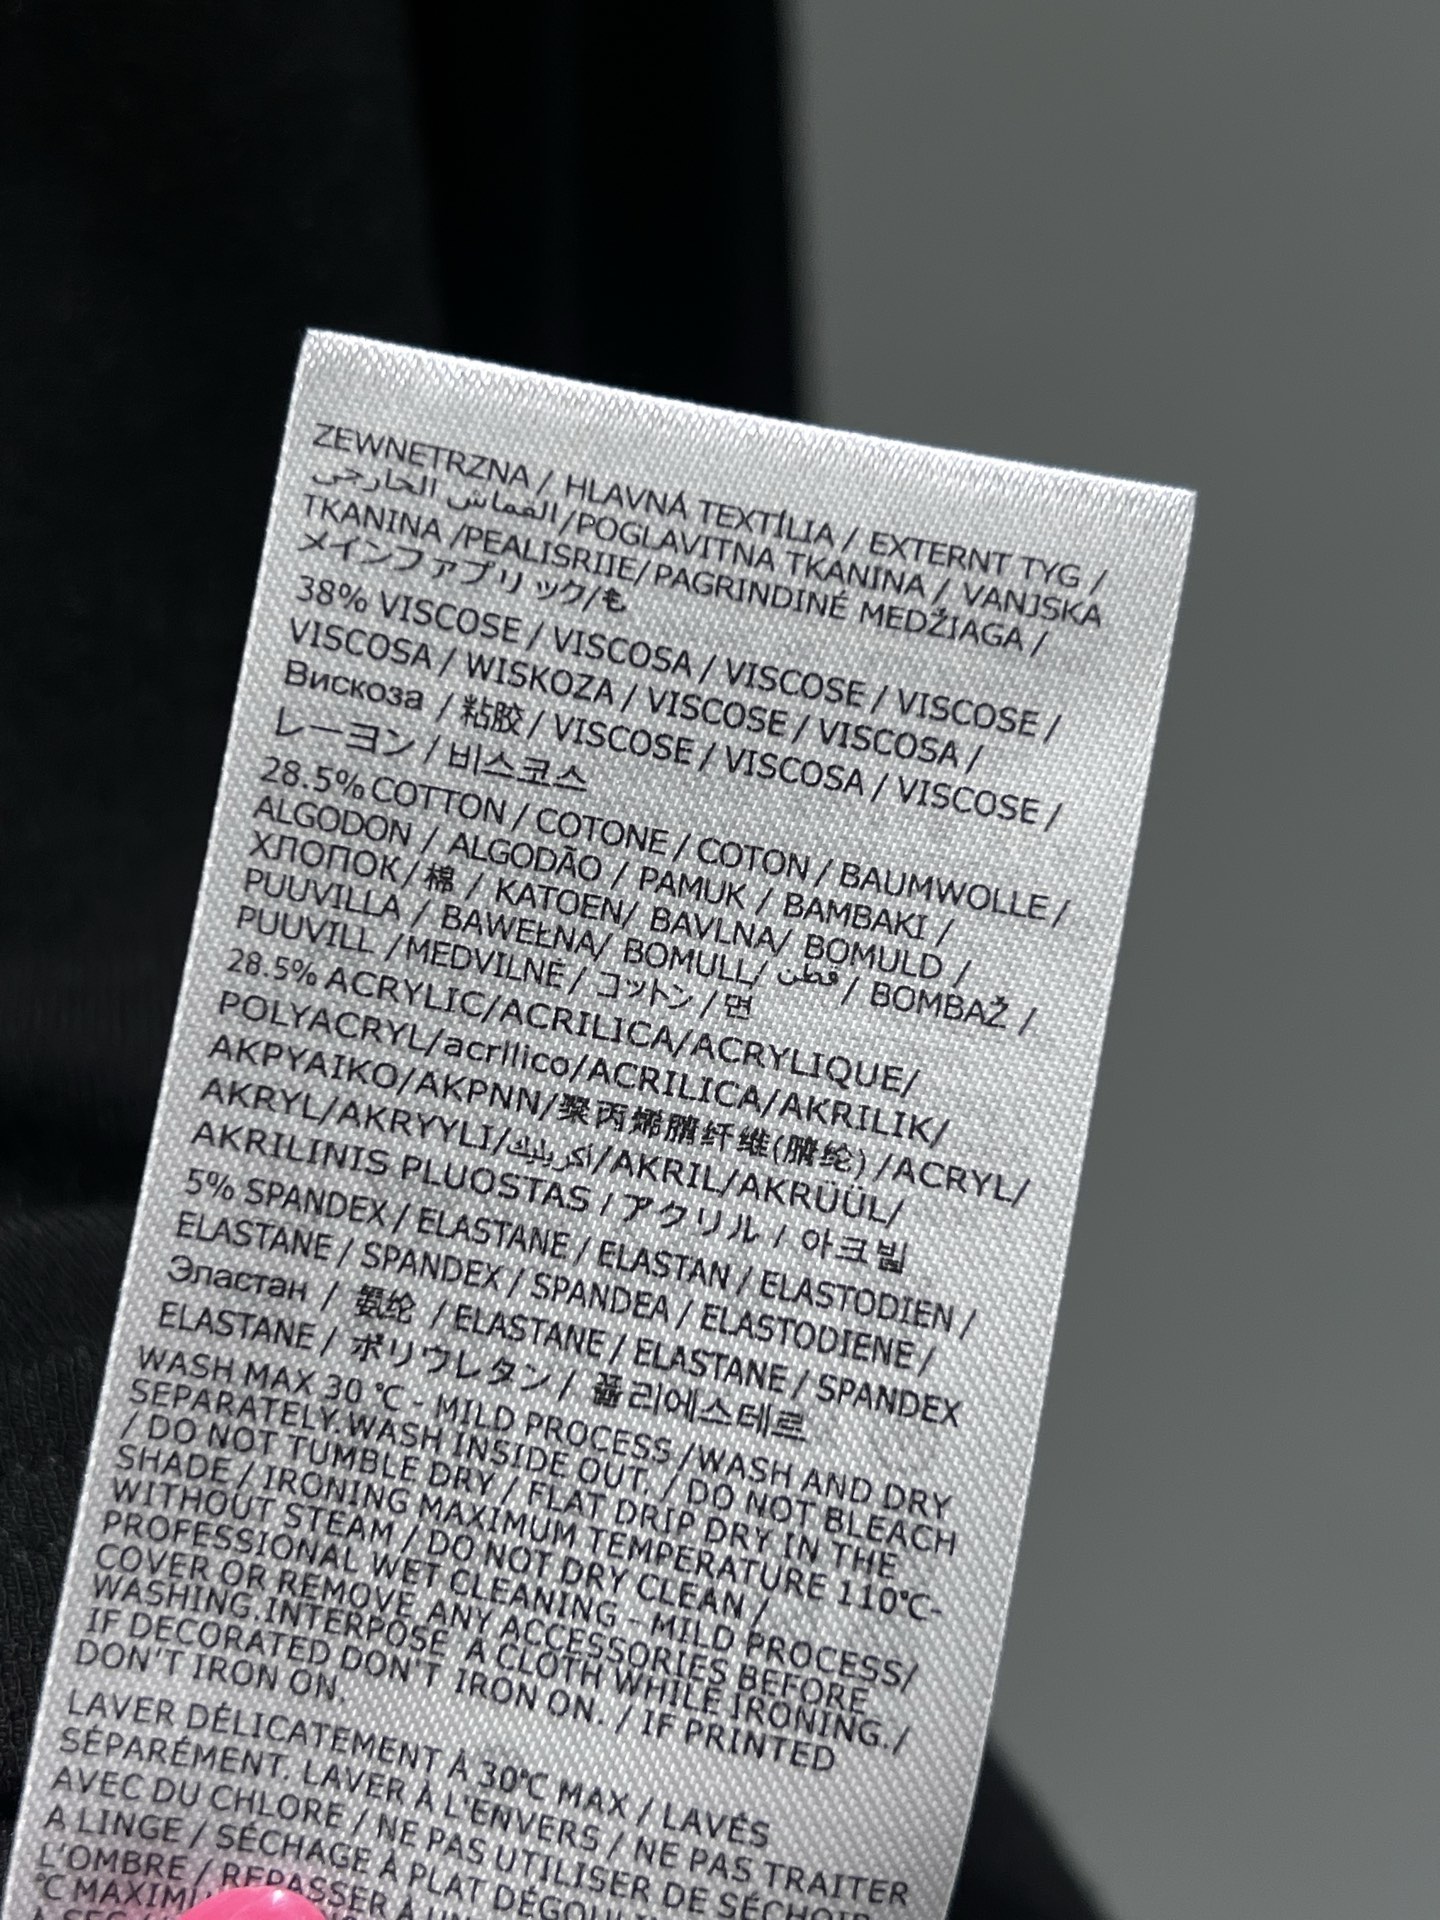 ZEWNETRZNA / HLAVNÁ TEXTÍLIA / EXTERNT TYG /
القماش الخارجي/POGLAVITNA TKANINA / VANJSKA
TKANINA /PEALISRIIE/PAGRINDINÉ MEDŽIAGA /
メインファブリック/も
38% VISCOSE / VISCOSA / VISCOSE / VISCOSE /
VISCOSA / WISKOZA / VISCOSE / VISCOSA /
Вискоза / 粘胶 / VISCOSE / VISCOSA / VISCOSE /
レーヨン / 비스코스
28.5% COTTON / COTONE / COTON / BAUMWOLLE /
ALGODON / ALGODÃO / PAMUK / BAMBAKI /
ХЛОПОК/ 棉 / KATOEN/ BAVLNA/ BOMULD /
PUUVILLA / BAWEŁNA/ BOMULL/ قطن / BOMBAŽ /
PUUVILL /MEDVILNÉ / コットン / 면
28.5% ACRYLIC/ACRILICA/ACRYLIQUE/
POLYACRYL/acrIlico/ACRILICA/AKRILIK/
AKPYAIKO/AKPNN/聚丙烯腈纤维(腈纶) /ACRYL/
AKRYL/AKRYYLI/أكريليك/AKRIL/AKRÜÜL/
AKRILINIS PLUOSTAS / アクリル / 아크릴
5% SPANDEX / ELASTANE / ELASTAN / ELASTODIEN /
ELASTANE / SPANDEX / SPANDEA / ELASTODIENE /
Эластан / 氨纶 / ELASTANE / ELASTANE / SPANDEX
ELASTANE / ポリウレタン / 폴리에스테르
WASH MAX 30 °C - MILD PROCESS /WASH AND DRY
SEPARATELY.WASH INSIDE OUT. / DO NOT BLEACH
/ DO NOT TUMBLE DRY / FLAT DRIP DRY IN THE
SHADE / IRONING MAXIMUM TEMPERATURE 110°C-
WITHOUT STEAM / DO NOT DRY CLEAN /
PROFESSIONAL WET CLEANING - MILD PROCESS/
COVER OR REMOVE ANY ACCESSORIES BEFORE
WASHING.INTERPOSE A CLOTH WHILE IRONING./
IF DECORATED DON'T IRON ON. / IF PRINTED
DON'T IRON ON.
LAVER DÉLICATEMENT À 30°C MAX / LAVÉS
SÉPARÉMENT. LAVER À L'ENVERS / NE PAS TRAITER
AVEC DU CHLORE / NE PAS UTILISER DE SÉCHOIR
A LINGE / SÉCHAGE À PLAT
L'OMBRE / REPASSER À
°C